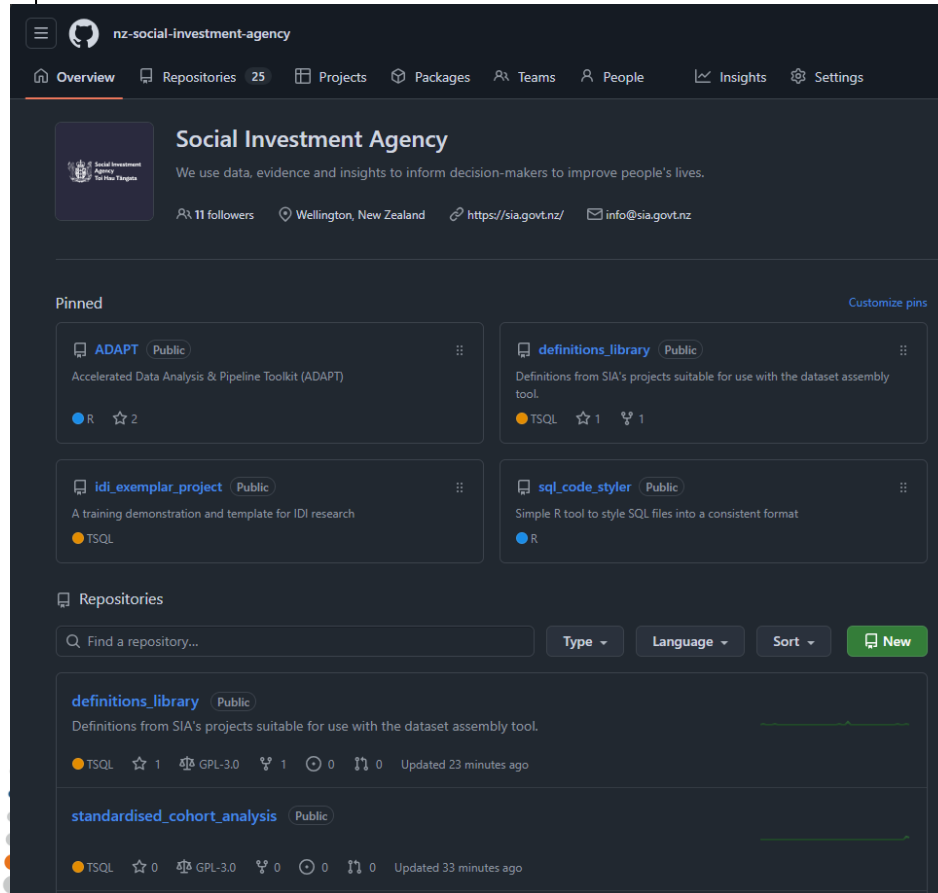 nz-social-investment-agency
Overview Repositories 25 Projects Packages Teams People Insights Settings
Social Investment
Agency
Toi Hau Tāngata
Social Investment Agency
We use data, evidence and insights to inform decision-makers to improve people's lives.
11 followers Wellington, New Zealand https://sia.govt.nz/ info@sia.govt.nz
Pinned Customize pins
ADAPT Public
Accelerated Data Analysis & Pipeline Toolkit (ADAPT)
R 2
definitions_library Public
Definitions from SIA's projects suitable for use with the dataset assembly
tool.
TSQL 1 1
idi_exemplar_project Public
A training demonstration and template for IDI research
TSQL
sql_code_styler Public
Simple R tool to style SQL files into a consistent format
R
Repositories
Find a repository... Type Language Sort New
definitions_library Public
Definitions from SIA's projects suitable for use with the dataset assembly tool.
TSQL 1 GPL-3.0 1 0 0 Updated 23 minutes ago
standardised_cohort_analysis Public
TSQL 0 GPL-3.0 0 0 0 Updated 33 minutes ago